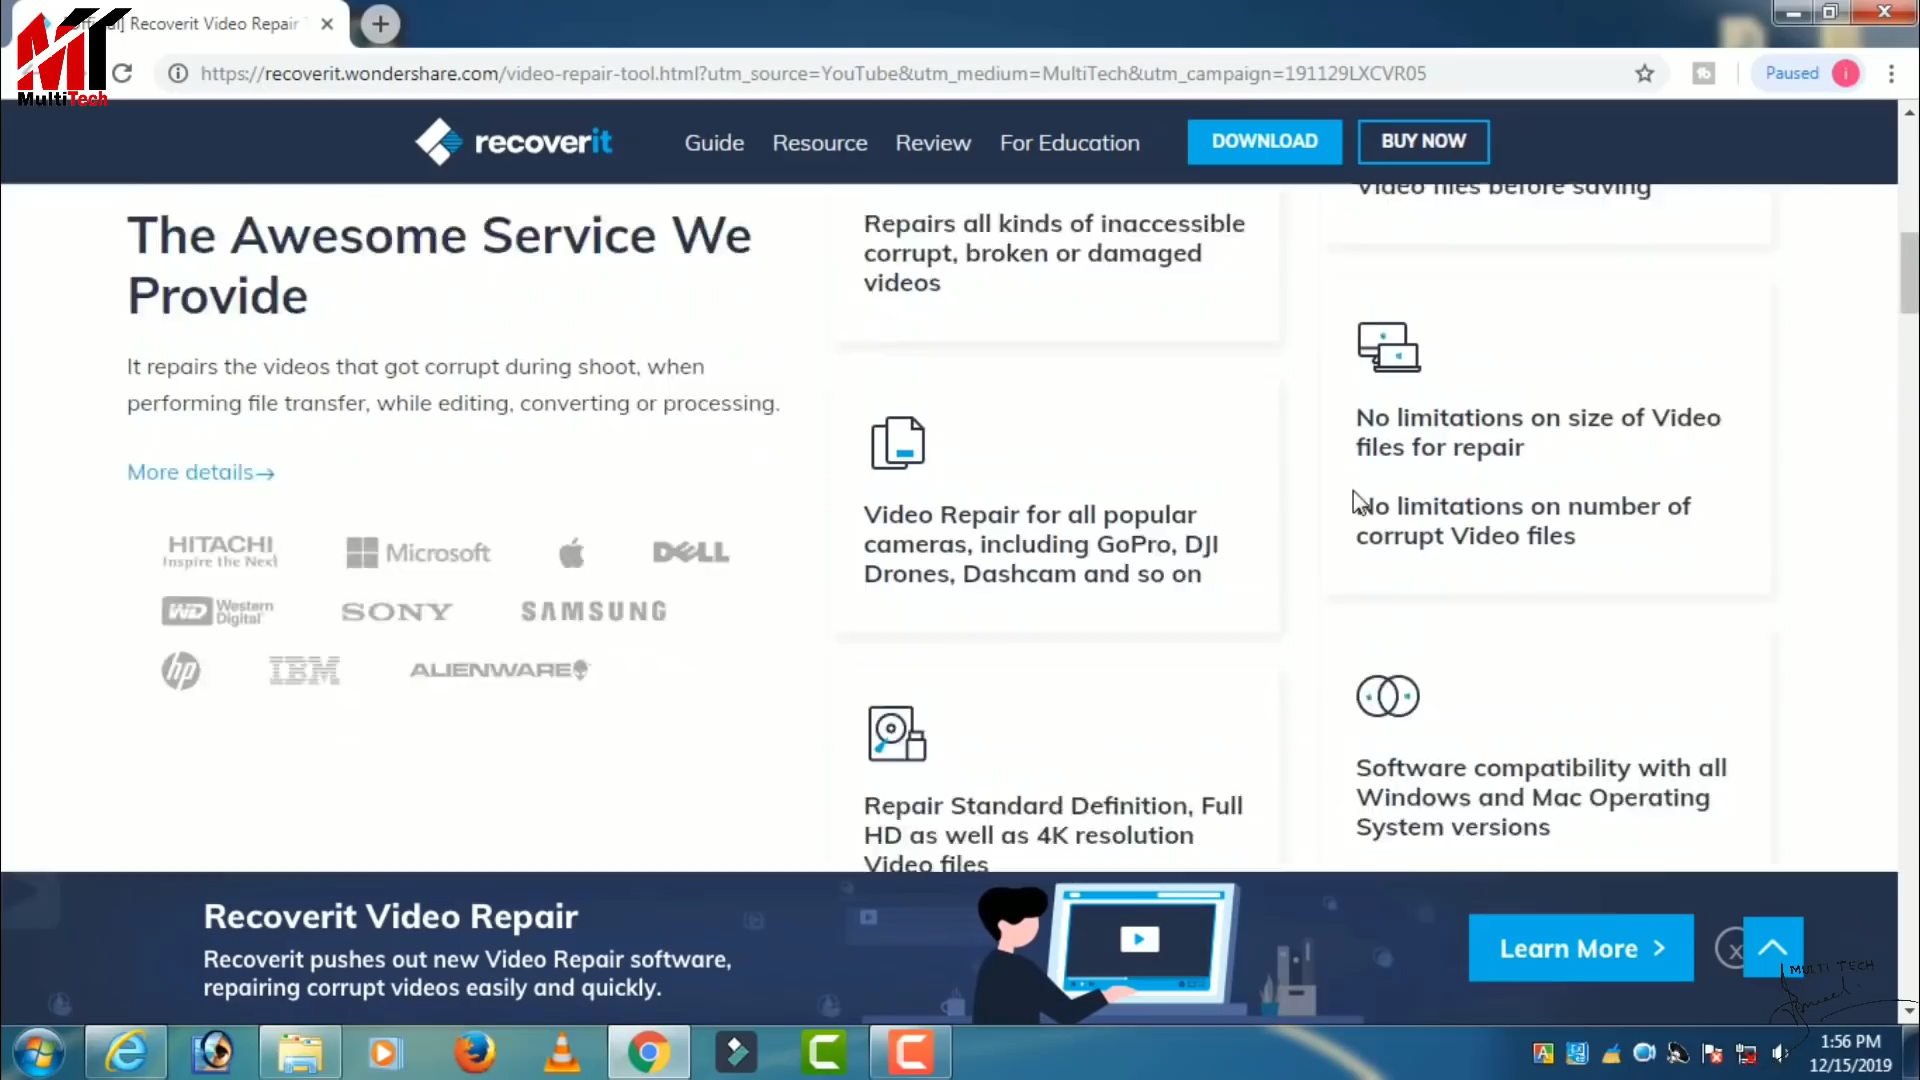 al] Recoverit Video Repair
MT
MultiTech
https://recoverit.wondershare.com/video-repair-tool.html?utm_source=YouTube&utm_medium=MultiTech&utm_campaign=191129LXCVR05
Paused
i
recoverit
Guide
Resource
Review
For Education
DOWNLOAD
BUY NOW
The Awesome Service We
Provide
It repairs the videos that got corrupt during shoot, when
performing file transfer, while editing, converting or processing.
More details→
HITACHI
Inspire the Next
Microsoft
DELL
WD Western
Digital
SONY
SAMSUNG
hp
IBM
ALIENWARE
Repairs all kinds of inaccessible
corrupt, broken or damaged
videos
Video Repair for all popular
cameras, including GoPro, DJI
Drones, Dashcam and so on
Repair Standard Definition, Full
HD as well as 4K resolution
Video files
Video files before saving
No limitations on size of Video
files for repair
No limitations on number of
corrupt Video files
Software compatibility with all
Windows and Mac Operating
System versions
Recoverit Video Repair
Recoverit pushes out new Video Repair software,
repairing corrupt videos easily and quickly.
Learn More >
x
MULTI TECH
1:56 PM
12/15/2019